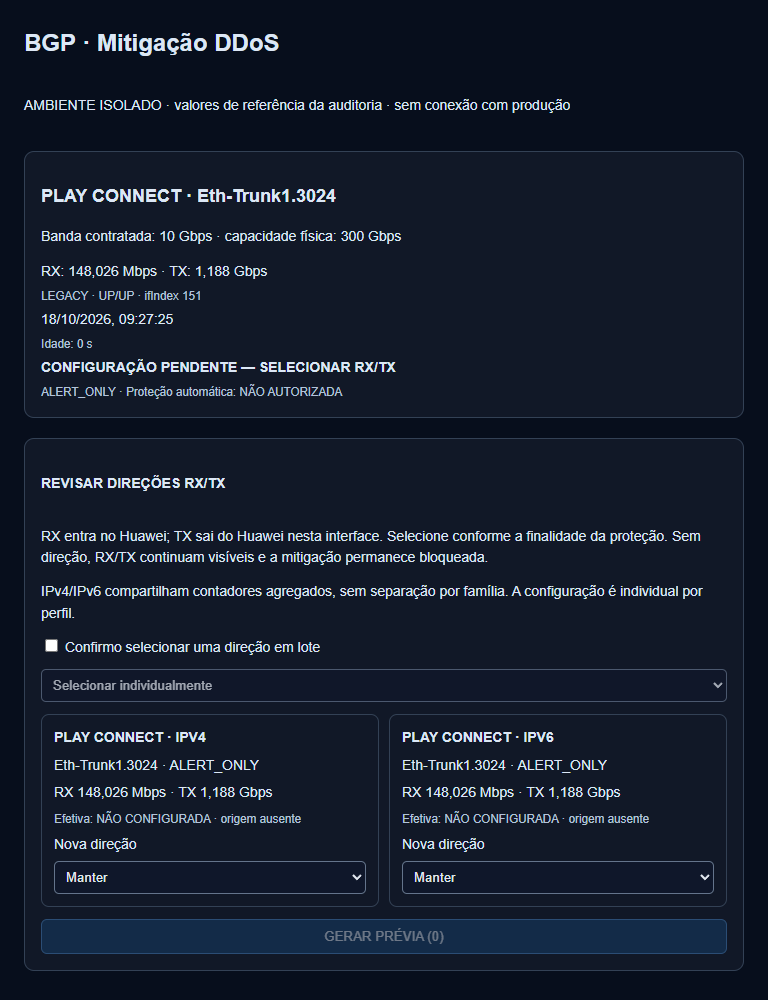 BGP · Mitigação DDoS
AMBIENTE ISOLADO · valores de referência da auditoria · sem conexão com produção
PLAY CONNECT · Eth-Trunk1.3024
Banda contratada: 10 Gbps · capacidade física: 300 Gbps
RX: 148,026 Mbps · TX: 1,188 Gbps
LEGACY · UP/UP · ifIndex 151
18/10/2026, 09:27:25
Idade: 0 s
CONFIGURAÇÃO PENDENTE — SELECIONAR RX/TX
ALERT_ONLY · Proteção automática: NÃO AUTORIZADA
REVISAR DIREÇÕES RX/TX
RX entra no Huawei; TX sai do Huawei nesta interface. Selecione conforme a finalidade da proteção. Sem
direção, RX/TX continuam visíveis e a mitigação permanece bloqueada.
IPv4/IPv6 compartilham contadores agregados, sem separação por família. A configuração é individual por
perfil.
Confirmo selecionar uma direção em lote
Selecionar individualmente
PLAY CONNECT · IPV4
Eth-Trunk1.3024 · ALERT_ONLY
RX 148,026 Mbps · TX 1,188 Gbps
Efetiva: NÃO CONFIGURADA · origem ausente
Nova direção
Manter
PLAY CONNECT · IPV6
Eth-Trunk1.3024 · ALERT_ONLY
RX 148,026 Mbps · TX 1,188 Gbps
Efetiva: NÃO CONFIGURADA · origem ausente
Nova direção
Manter
GERAR PRÉVIA (0)